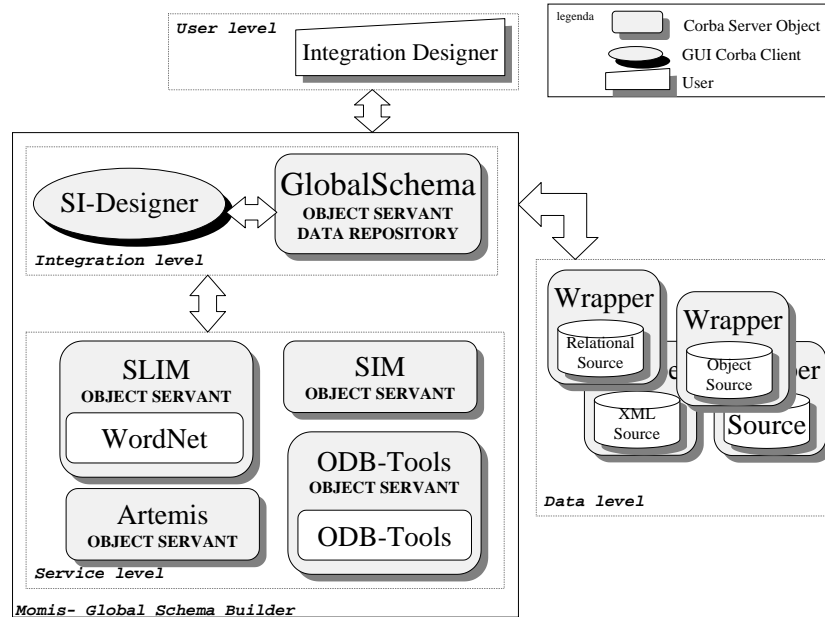 User level
Integration Designer
legenda
Corba Server Object
GUI Corba Client
User
SI-Designer
GlobalSchema
OBJECT SERVANT
DATA REPOSITORY
Integration level
SLIM
OBJECT SERVANT
WordNet
SIM
OBJECT SERVANT
Artemis
OBJECT SERVANT
ODB-Tools
OBJECT SERVANT
ODB-Tools
Service level
Momis- Global Schema Builder
Wrapper
Relational
Source
Wrapper
Object
Source
XML
Source
Source
Data level